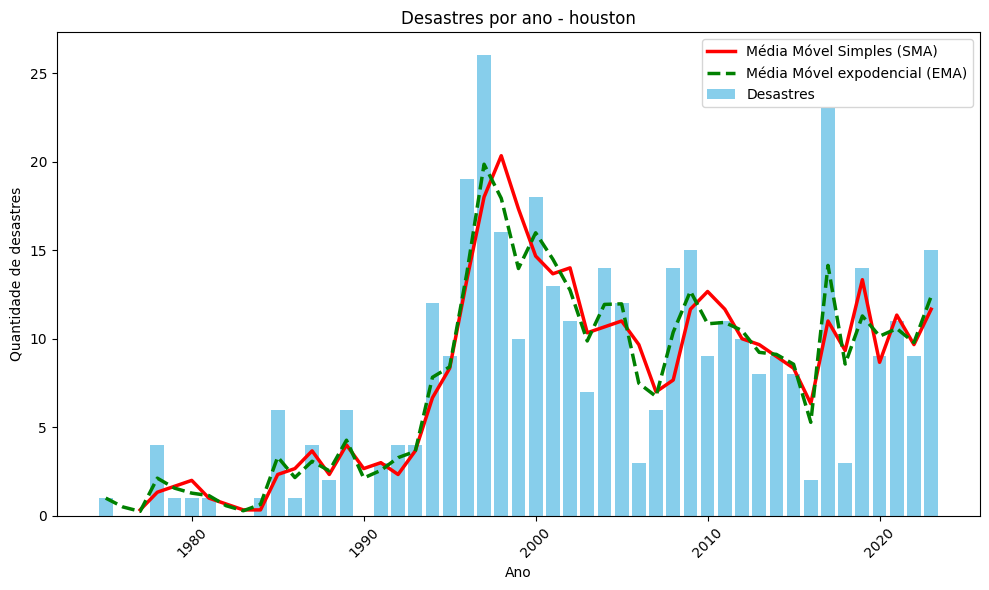 Desastres por ano - houston
Média Móvel Simples (SMA)
Média Móvel expodencial (EMA)
Desastres
Quantidade de desastres
25
20
15
10
5
0
1980
1990
2000
2010
2020
Ano